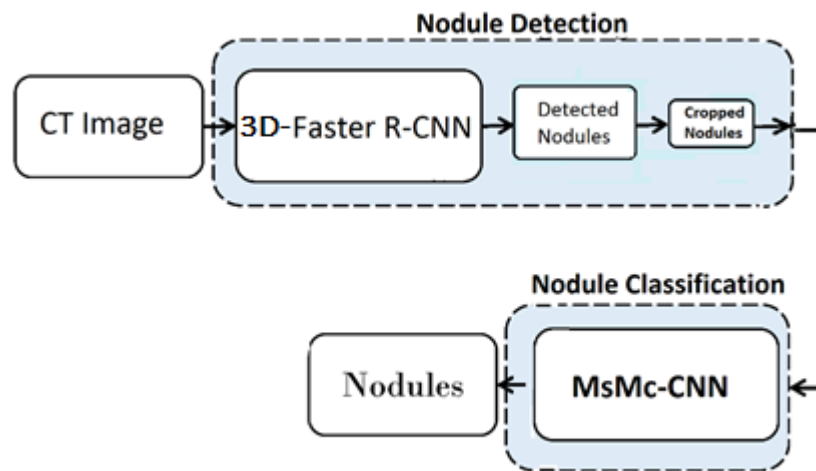 Nodule Detection
CT Image
3D-Faster R-CNN
Detected
Nodules
Cropped
Nodules
Nodule Classification
MsMc-CNN
Nodules